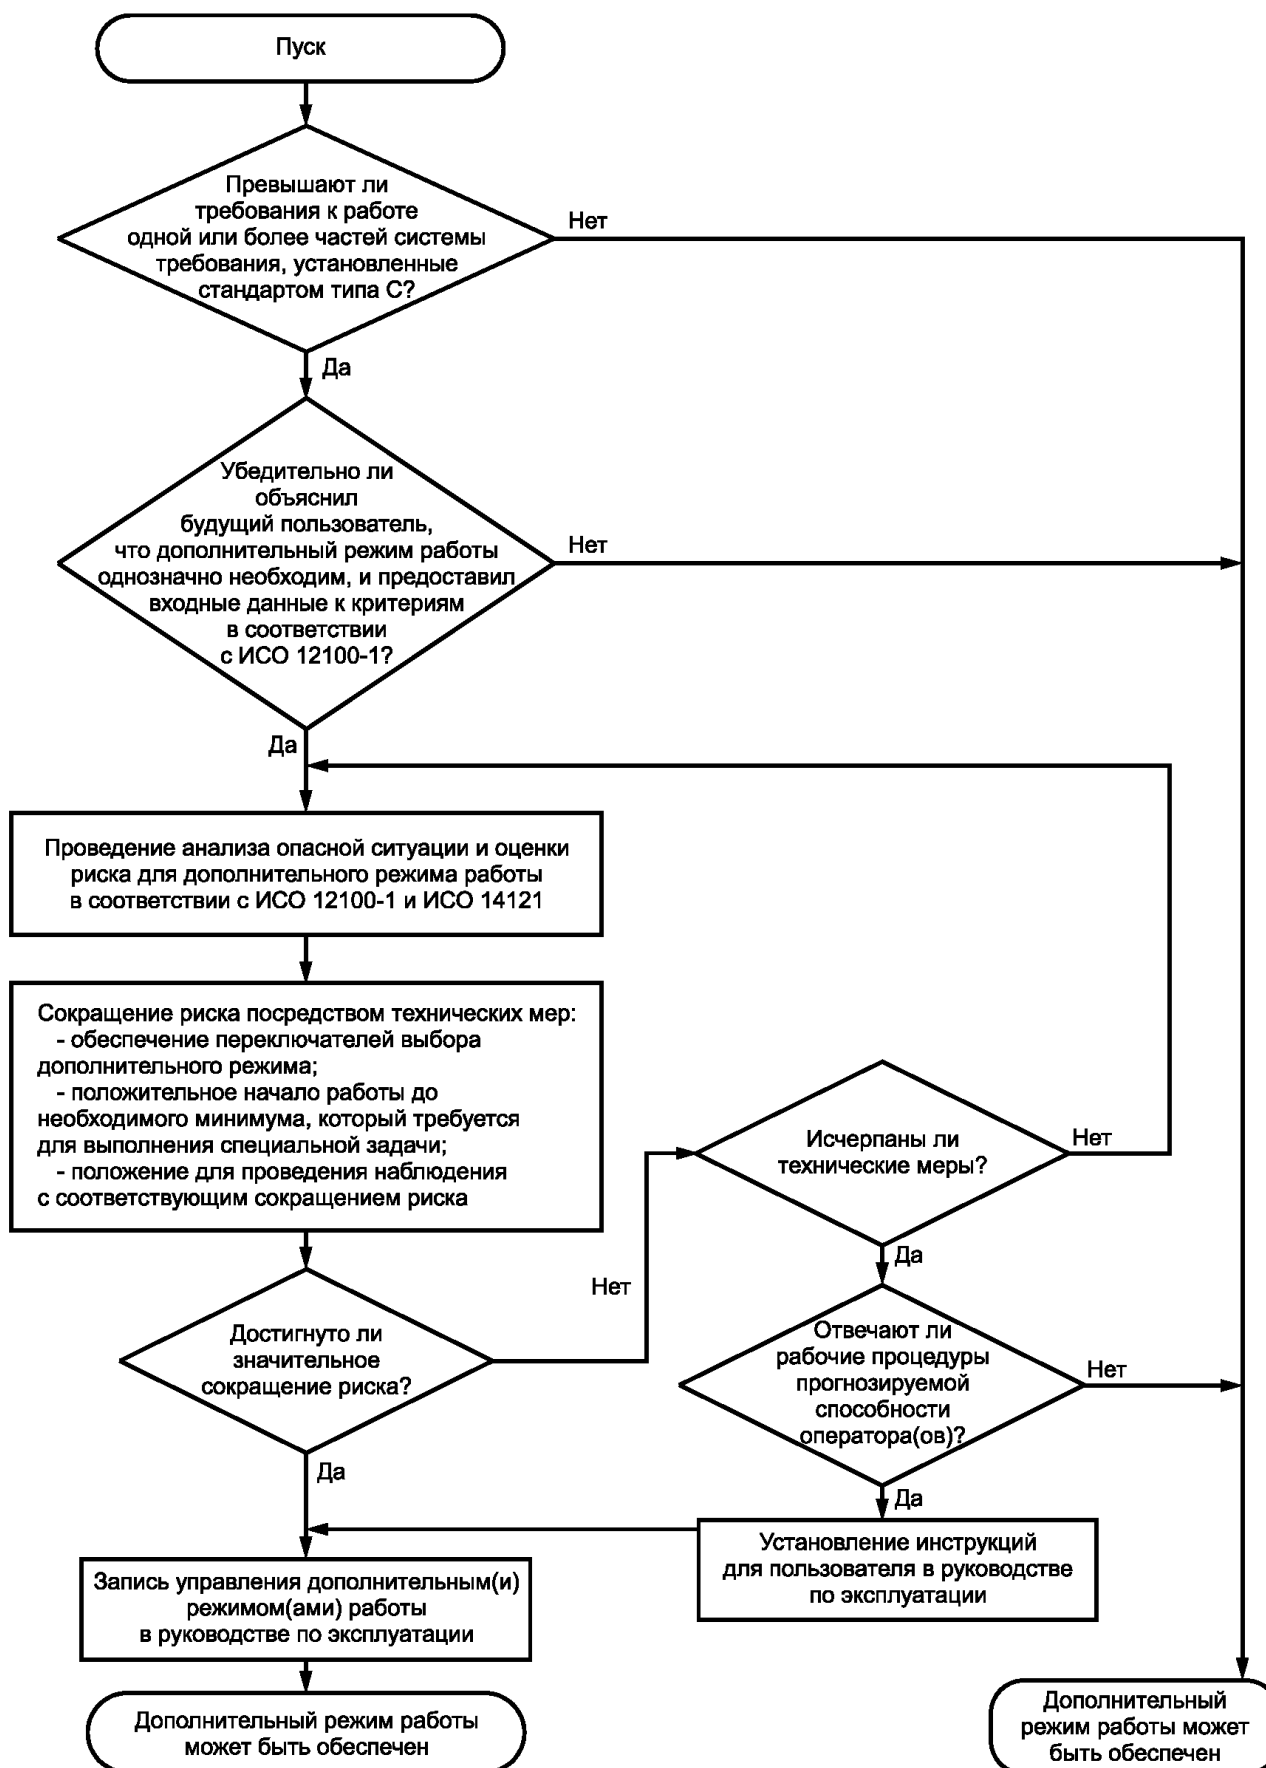 Пуск
Превышают ли
требования к работе
одной или более частей системы
требования, установленные
стандартом типа С?
Нет
Да
Убедительно ли
объяснил
будущий пользователь,
что дополнительный режим работы
однозначно необходим, и предоставил
входные данные к критериям
в соответствии
с ИСО 12100-1?
Нет
Да
Проведение анализа опасной ситуации и оценки
риска для дополнительного режима работы
в соответствии с ИСО 12100-1 и ИСО 14121
Сокращение риска посредством технических мер:
- обеспечение переключателей выбора
дополнительного режима;
- положительное начало работы до
необходимого минимума, который требуется
для выполнения специальной задачи;
- положение для проведения наблюдения
с соответствующим сокращением риска
Исчерпаны ли
технические меры?
Нет
Да
Достигнуто ли
значительное
сокращение риска?
Нет
Да
Отвечают ли
рабочие процедуры
прогнозируемой
способности
оператора(ов)?
Нет
Да
Установление инструкций
для пользователя в руководстве
по эксплуатации
Запись управления дополнительным(и)
режимом(ами) работы
в руководстве по эксплуатации
Дополнительный режим работы
может быть обеспечен
Дополнительный
режим работы может
быть обеспечен